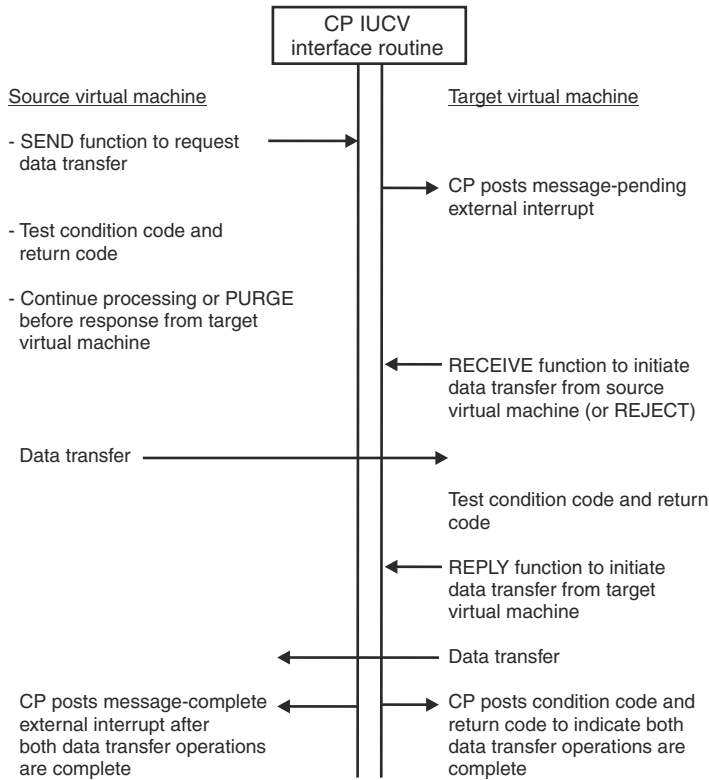 CP IUCV
interface routine
Source virtual machine
Target virtual machine
- SEND function to request
data transfer
CP posts message-pending
external interrupt
- Test condition code and
return code
- Continue processing or PURGE
before response from target
virtual machine
RECEIVE function to initiate
data transfer from source
virtual machine (or REJECT)
Data transfer
Test condition code and return
code
REPLY function to initiate
data transfer from target
virtual machine
Data transfer
CP posts message-complete
external interrupt after
both data transfer operations
are complete
CP posts condition code and
return code to indicate both
data transfer operations are
complete